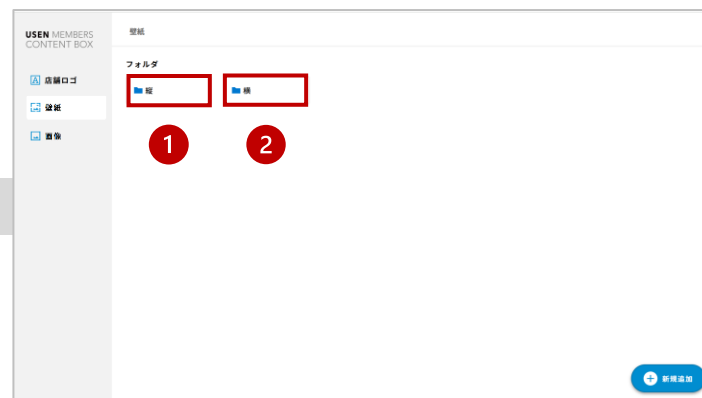 USEN MEMBERS
CONTENT BOX
店舗ロゴ
壁紙
画像
壁紙
フォルダ
縦
横
1
2
新規追加